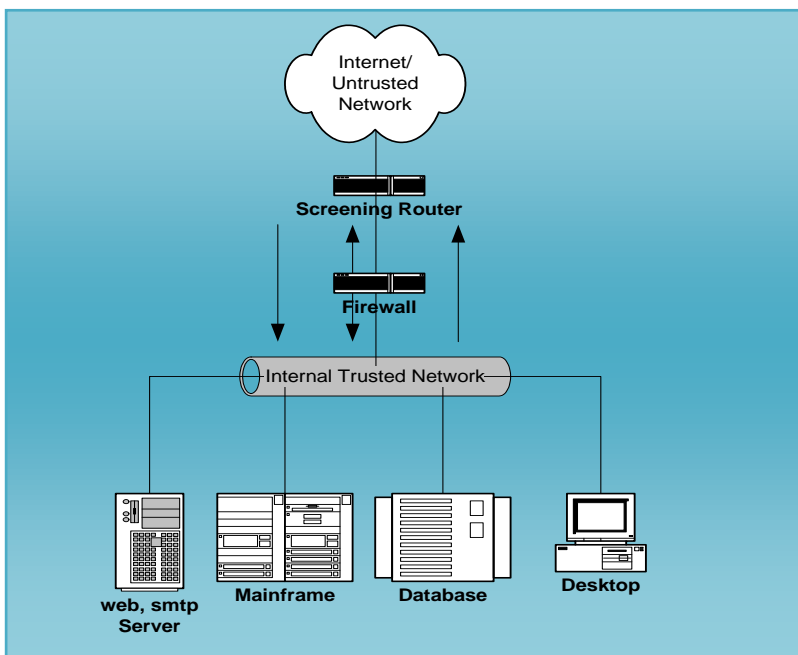 Internet/
Untrusted
Network
Screening Router
Firewall
Internal Trusted Network
web, smtp
Server
Mainframe
Database
Desktop